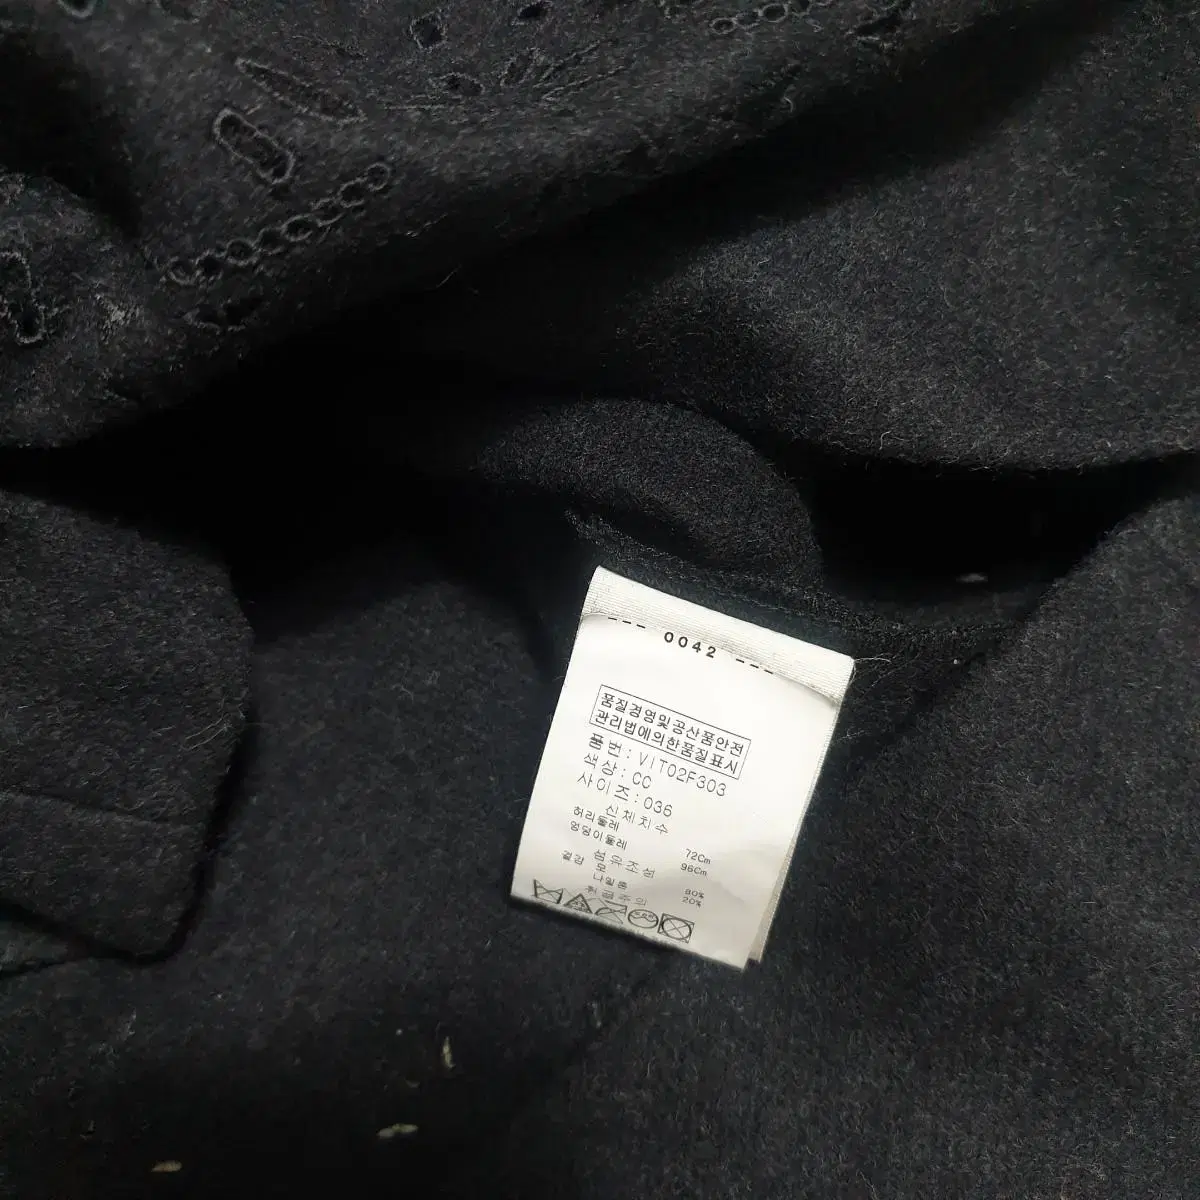 --- 0042 ---
품질경영및공산품안전
관리법에의한품질표시
품번 : VIT02F303
색상 : CC
사이즈 : 036
신체치수
허리둘레 72Cm
엉덩이둘레 96Cm
섬유조성
겉감 모 80%
나일론 20%
취급주의